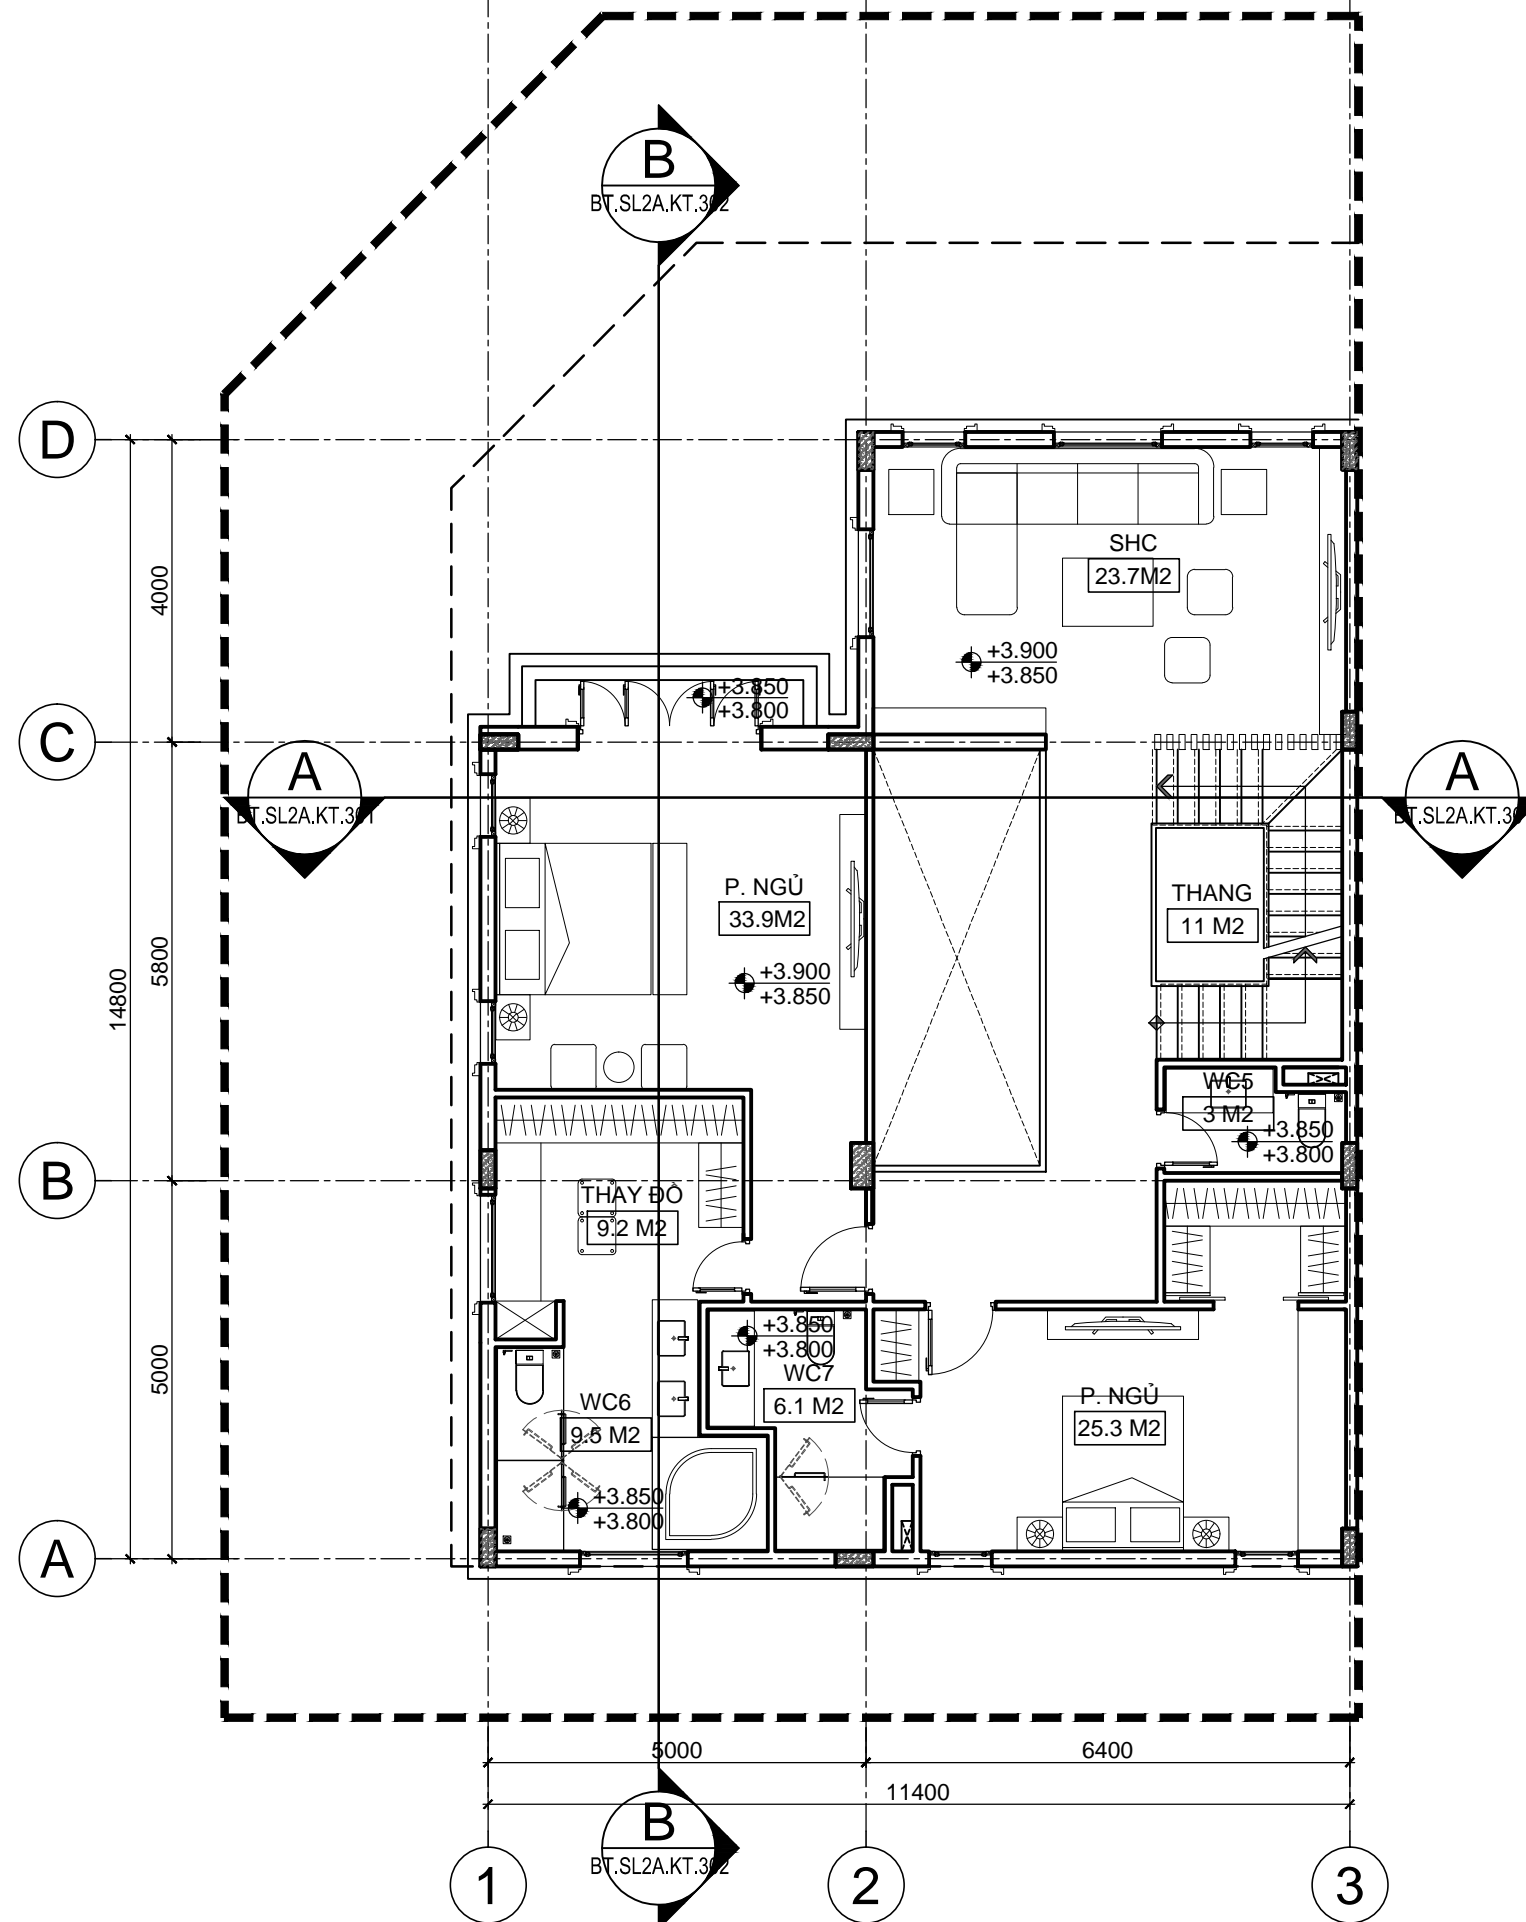 B
BT.SL2A.KT.302
D
4000
SHC
23.7M2
+3.900
+3.850
+3.850
+3.800
C
A
BT.SL2A.KT.301
A
P. NGỦ
33.9M2
THANG
11 M2
+3.900
+3.850
5800
14800
WC5
3 M2
+3.850
+3.800
B
THAY ĐỒ
9.2 M2
+3.850
+3.800
WC7
6.1 M2
5000
WC6
9.5 M2
P. NGỦ
25.3 M2
+3.850
+3.800
A
5000
6400
11400
B
BT.SL2A.KT.302
1
2
3